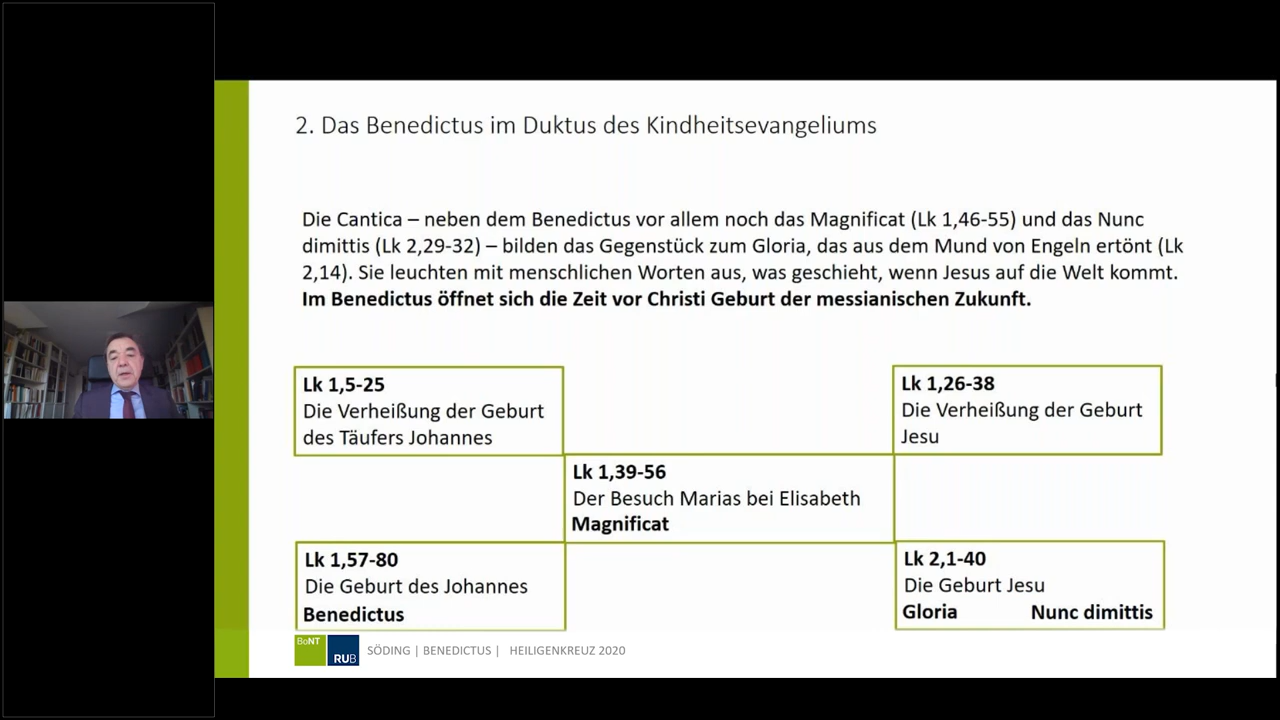 2. Das Benedictus im Duktus des Kindheitsevangeliums
Die Cantica – neben dem Benedictus vor allem noch das Magnificat (Lk 1,46-55) und das Nunc
dimittis (Lk 2,29-32) – bilden das Gegenstück zum Gloria, das aus dem Mund von Engeln ertönt (Lk
2,14). Sie leuchten mit menschlichen Worten aus, was geschieht, wenn Jesus auf die Welt kommt.
Im Benedictus öffnet sich die Zeit vor Christi Geburt der messianischen Zukunft.
Lk 1,5-25
Die Verheißung der Geburt
des Täufers Johannes
Lk 1,26-38
Die Verheißung der Geburt
Jesu
Lk 1,39-56
Der Besuch Marias bei Elisabeth
Magnificat
Lk 1,57-80
Die Geburt des Johannes
Benedictus
Lk 2,1-40
Die Geburt Jesu
Gloria Nunc dimittis
BoNT
RUB
SÖDING | BENEDICTUS | HEILIGENKREUZ 2020